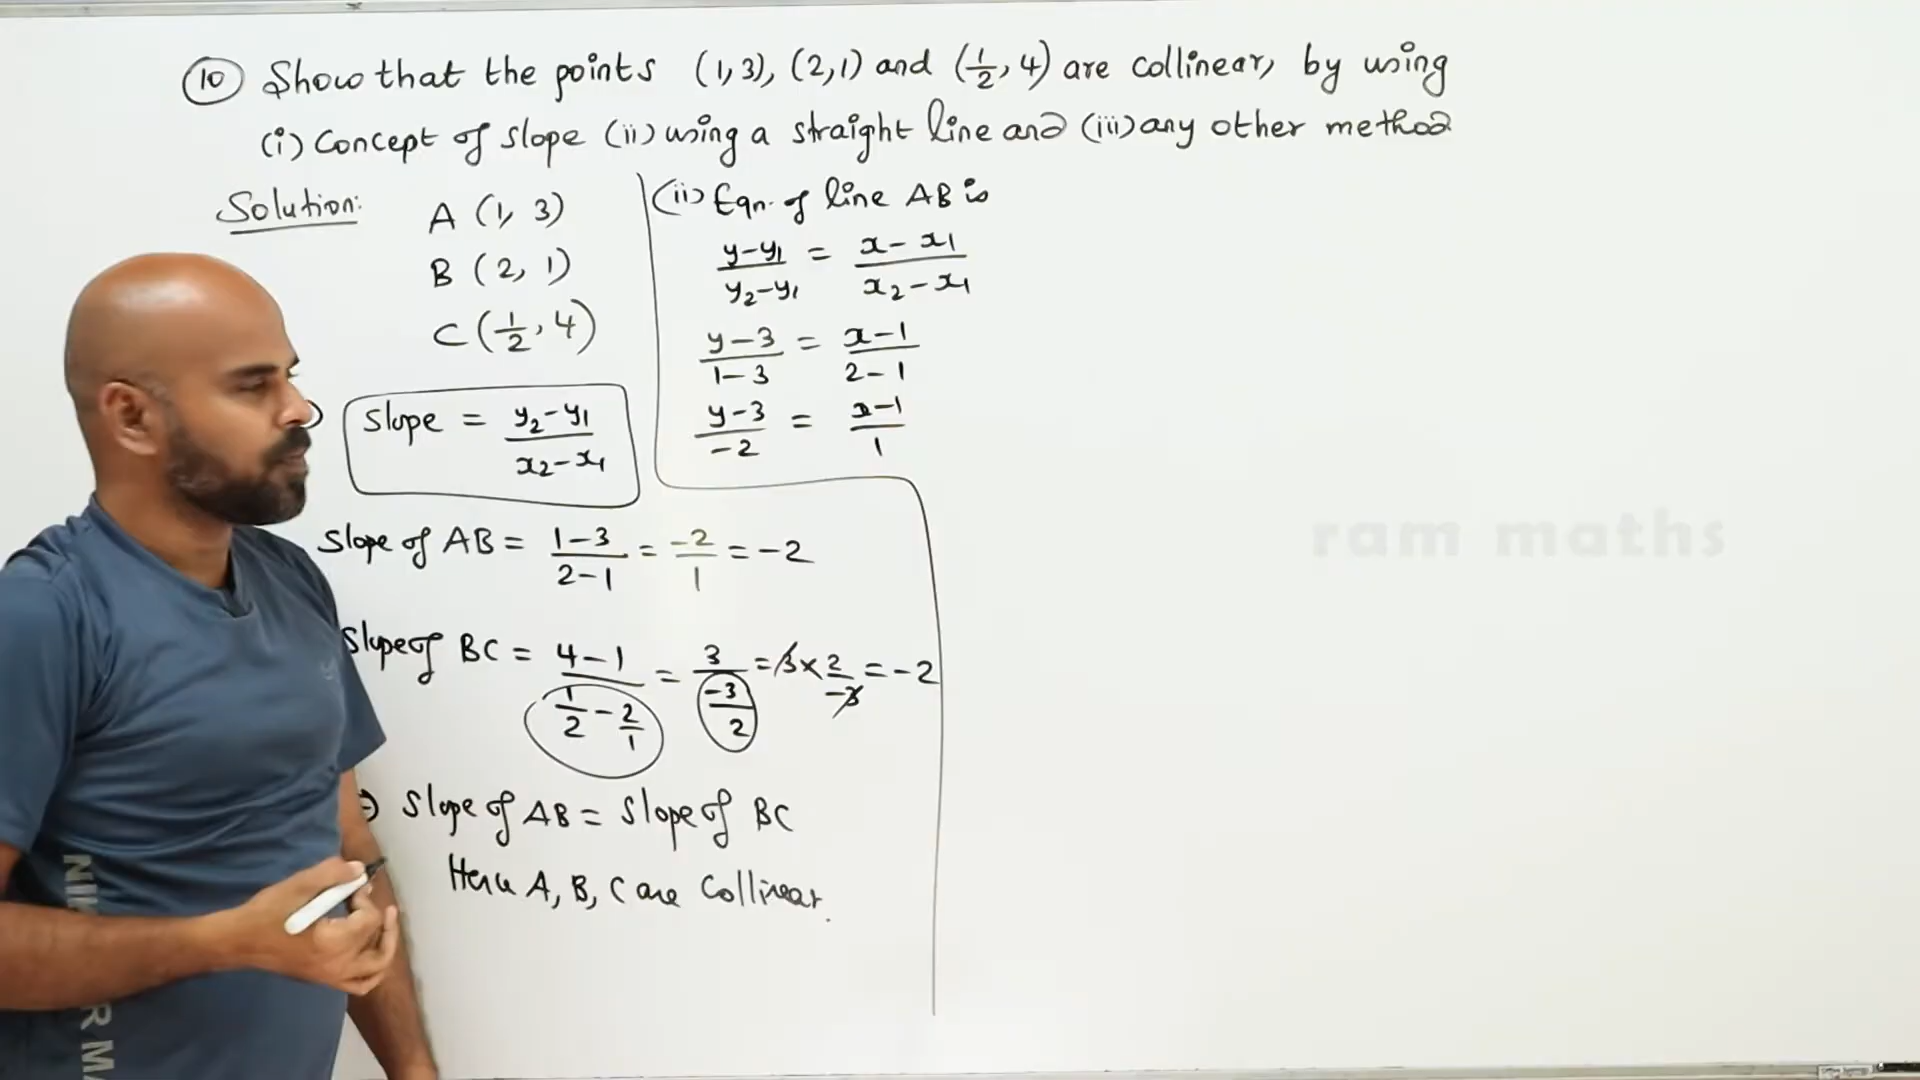 10 Show that the points (1, 3), (2, 1) and (1/2, 4) are collinear, by using
(i) Concept of slope (ii) using a straight line and (iii) any other method
Solution:
A (1, 3)
B (2, 1)
C (1/2, 4)
) Slope = y2-y1 / x2-x1
Slope of AB = 1-3 / 2-1 = -2/1 = -2
Slope of BC = 4-1 / (1/2 - 2/1) = 3 / (-3/2) = 3 × 2/-3 = -2
Slope of AB = Slope of BC
A, B, C are Collinear.
(ii) Eqn. of line AB is
y-y1 / y2-y1 = x-x1 / x2-x1
y-3 / 1-3 = x-1 / 2-1
y-3 / -2 = x-1 / 1
ram maths